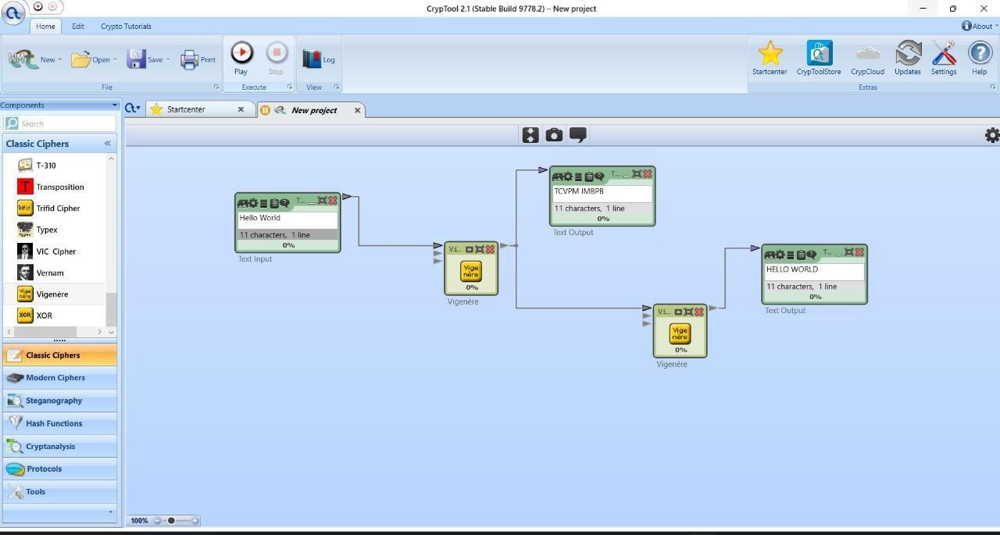 CrypTool 2.1 (Stable Build 9778.2) – New project
Home Edit Crypto Tutorials About
New Open Save Print
File
Play Stop
Execute
Log
View
Startcenter CrypToolStore CrypCloud Updates Settings Help
Extras
Components
Search
Classic Ciphers
T-310
Transposition
Trifid Cipher
Typex
VIC Cipher
Vernam
Vigenère
XOR
Classic Ciphers
Modern Ciphers
Steganography
Hash Functions
Cryptanalysis
Protocols
Tools
Startcenter New project
T...
Hello World
11 characters, 1 line
0%
Text Input
Vi...
Vige
nère
0%
Vigenère
T...
TCVPM IMBPB
11 characters, 1 line
0%
Text Output
Vi...
Vige
nère
0%
Vigenère
T...
HELLO WORLD
11 characters, 1 line
0%
Text Output
100%